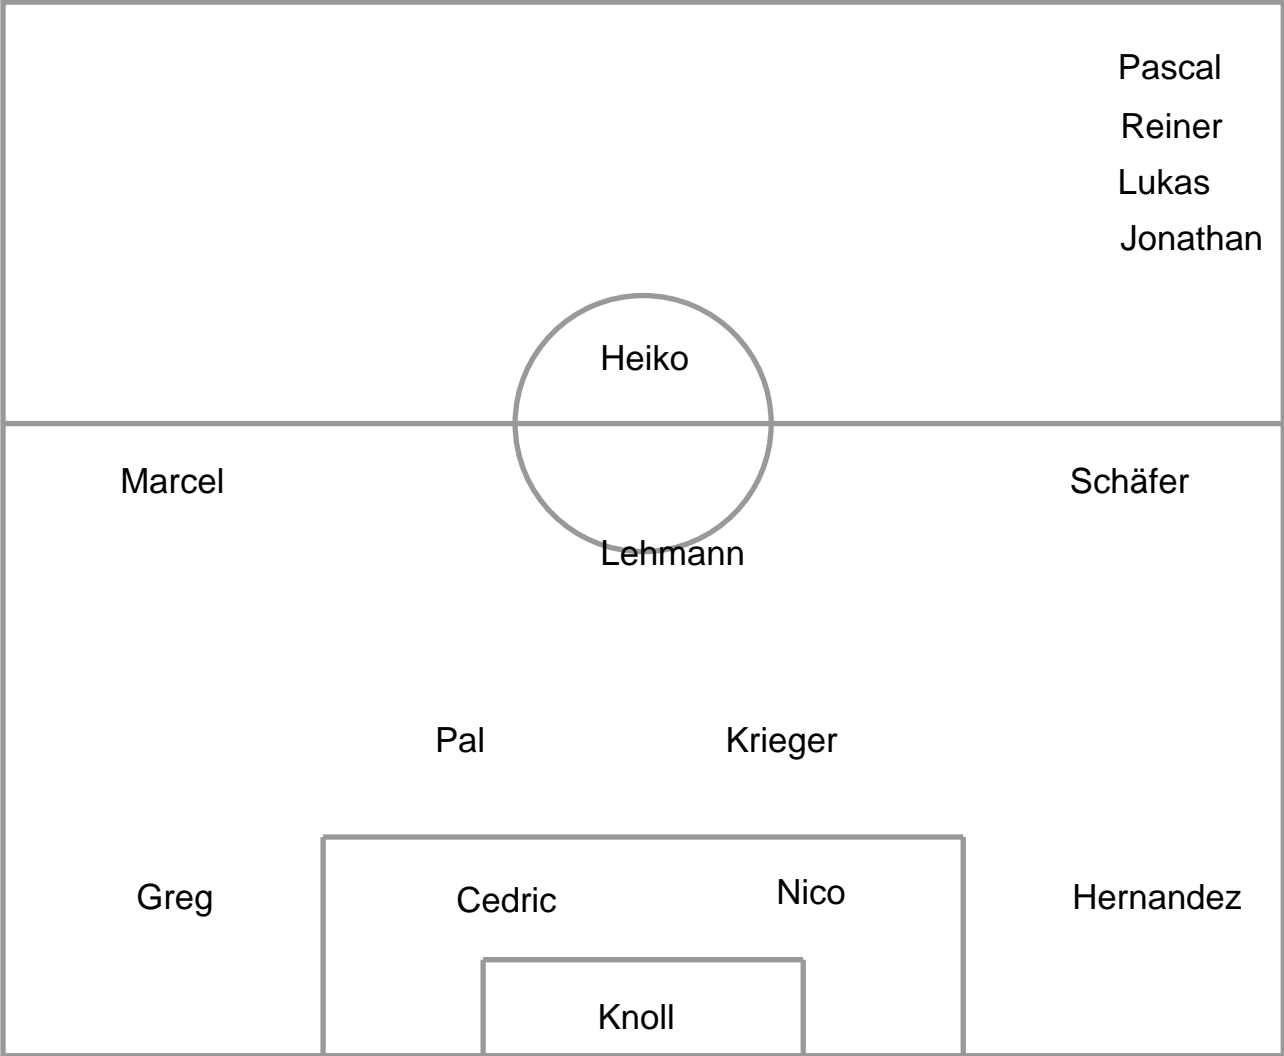 Pascal
Reiner
Lukas
Jonathan
Heiko
Marcel
Schäfer
Lehmann
Pal
Krieger
Greg
Cedric
Nico
Hernandez
Knoll